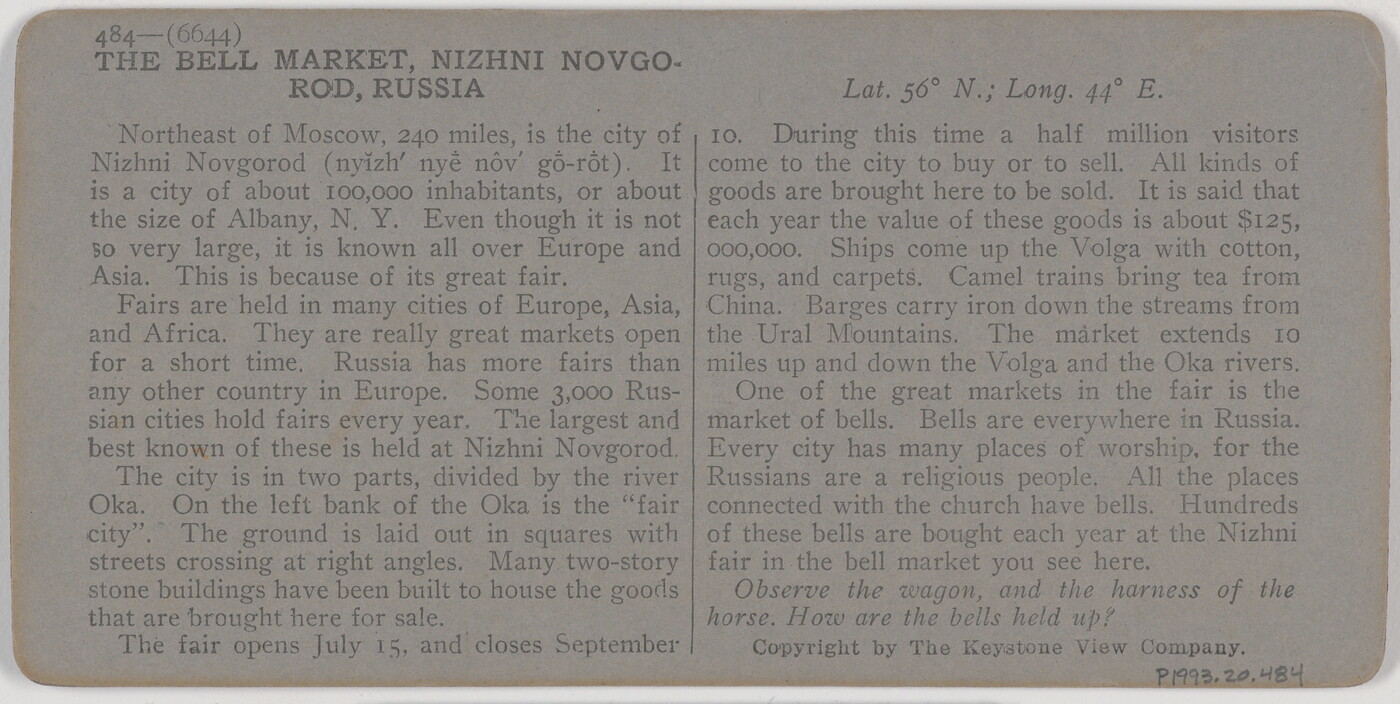 484—(6644)
THE BELL MARKET, NIZHNI NOVGO-
ROD, RUSSIA
Northeast of Moscow, 240 miles, is the city of
Nizhni Novgorod (nyĭzh′ nyē nôv′ gŏ-rŏt). It
is a city of about 100,000 inhabitants, or about
the size of Albany, N. Y. Even though it is not
so very large, it is known all over Europe and
Asia. This is because of its great fair.
Fairs are held in many cities of Europe, Asia,
and Africa. They are really great markets open
for a short time. Russia has more fairs than
any other country in Europe. Some 3,000 Rus-
sian cities hold fairs every year. The largest and
best known of these is held at Nizhni Novgorod.
The city is in two parts, divided by the river
Oka. On the left bank of the Oka is the “fair
city”. The ground is laid out in squares with
streets crossing at right angles. Many two-story
stone buildings have been built to house the goods
that are brought here for sale.
The fair opens July 15, and closes September
Lat. 56° N.; Long. 44° E.
10. During this time a half million visitors
come to the city to buy or to sell. All kinds of
goods are brought here to be sold. It is said that
each year the value of these goods is about $125,
000,000. Ships come up the Volga with cotton,
rugs, and carpets. Camel trains bring tea from
China. Barges carry iron down the streams from
the Ural Mountains. The market extends 10
miles up and down the Volga and the Oka rivers.
One of the great markets in the fair is the
market of bells. Bells are everywhere in Russia.
Every city has many places of worship, for the
Russians are a religious people. All the places
connected with the church have bells. Hundreds
of these bells are bought each year at the Nizhni
fair in the bell market you see here.
Observe the wagon, and the harness of the
horse. How are the bells held up?
Copyright by The Keystone View Company.
P1993.20.484